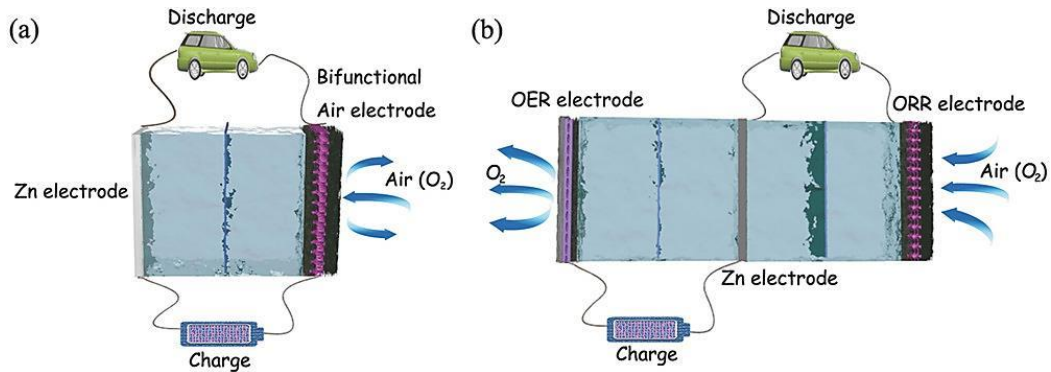 (a)
Discharge
Bifunctional
Air electrode
Zn electrode
Air (O₂)
Charge
(b)
Discharge
OER electrode
ORR electrode
O₂
Air (O₂)
Zn electrode
Charge